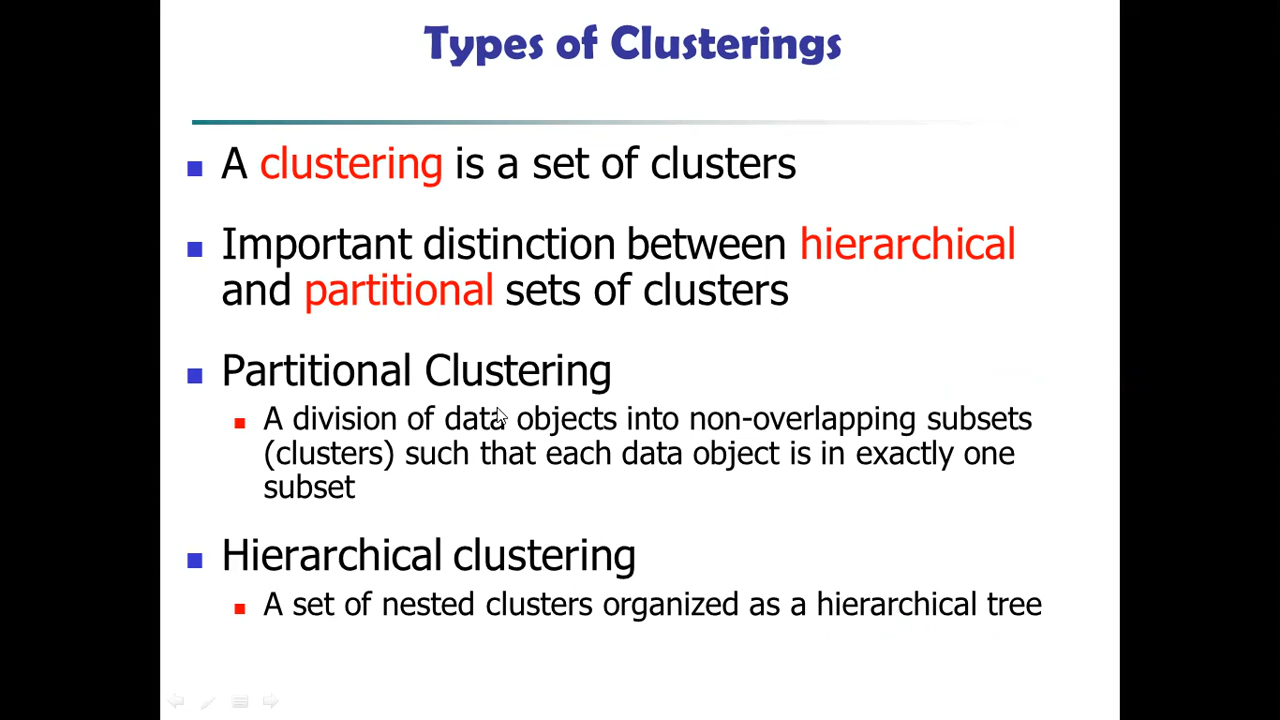 Types of Clusterings
A clustering is a set of clusters
Important distinction between hierarchical
and partitional sets of clusters
Partitional Clustering
A division of data objects into non-overlapping subsets
(clusters) such that each data object is in exactly one
subset
Hierarchical clustering
A set of nested clusters organized as a hierarchical tree